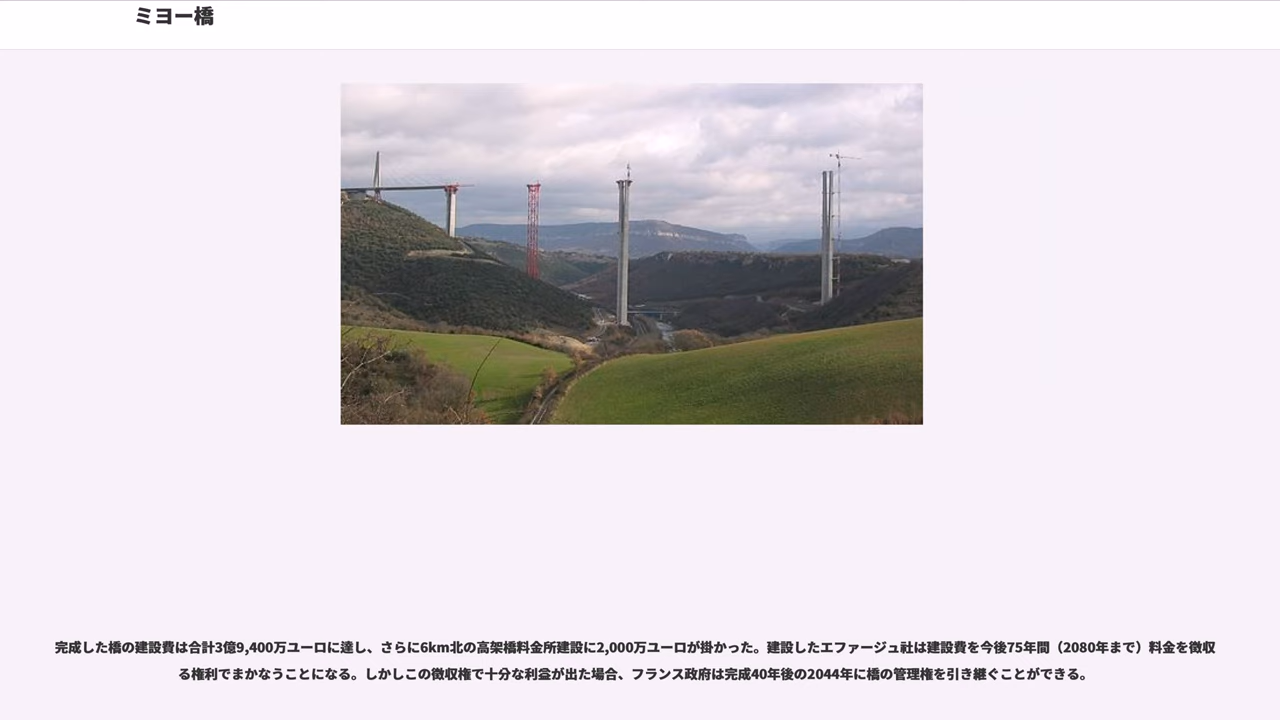 ミヨー橋
完成した橋の建設費は合計3億9,400万ユーロに達し、さらに6km北の高架橋料金所建設に2,000万ユーロが掛かった。建設したエファージュ社は建設費を今後75年間（2080年まで）料金を徴収
る権利でまかなうことになる。しかしこの徴収権で十分な利益が出た場合、フランス政府は完成40年後の2044年に橋の管理権を引き継ぐことができる。